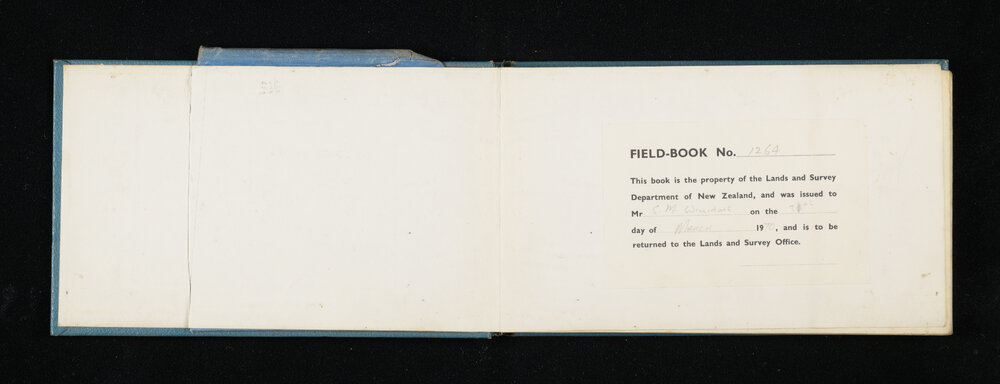 FIELD-BOOK No. 1264
This book is the property of the Lands and Survey
Department of New Zealand, and was issued to
Mr C. M. on the
day of March 1970, and is to be
returned to the Lands and Survey Office.